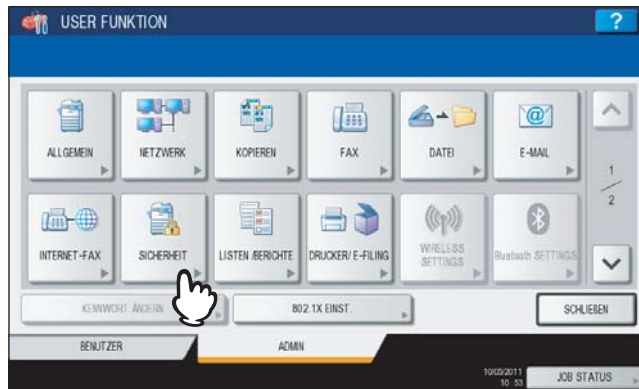 USER FUNKTION
?
ALLGEMEIN
NETZWERK
KOPIEREN
FAX
DATEI
E-MAIL
1
2
INTERNET-FAX
SICHERHEIT
LISTEN /BERICHTE
DRUCKER/ E-FILING
WIRELESS SETTINGS
Bluetooth SETTINGS
KENNWORT ÄNDERN
802.1X EINST.
SCHLIEßEN
BENUTZER
ADMIN
10/03/2011
10 53
JOB STATUS